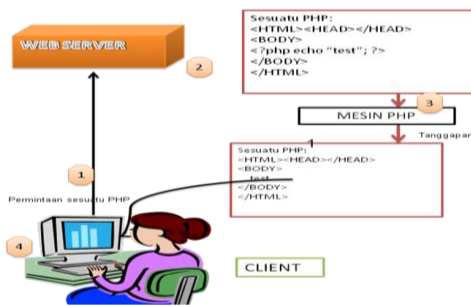 WEB SERVER
2
Sesuatu PHP:
<HTML><HEAD></HEAD>
<BODY>
<?php echo "test"; ?>
</BODY>
</HTML>
3
MESIN PHP
Tanggapan
1
Sesuatu PHP:
<HTML><HEAD></HEAD>
<BODY>
test
</BODY>
</HTML>
1
Permintaan sesuatu PHP
4
CLIENT